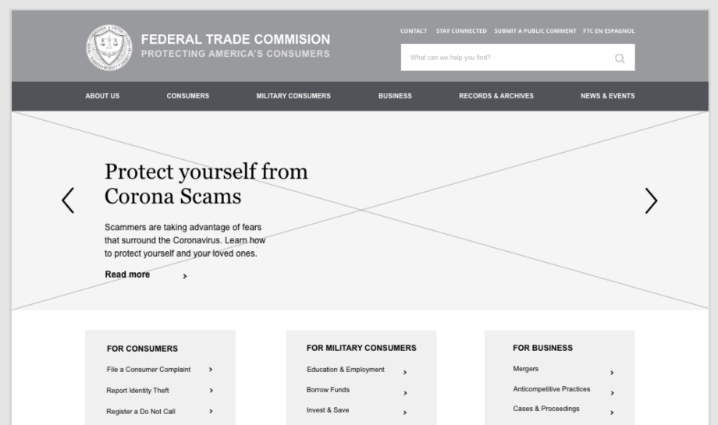 FEDERAL TRADE COMMISION
PROTECTING AMERICA'S CONSUMERS
CONTACT STAY CONNECTED SUBMIT A PUBLIC COMMENT FTC EN ESPAGNOL
What can we help you find?
ABOUT US CONSUMERS MILITARY CONSUMERS BUSINESS RECORDS & ARCHIVES NEWS & EVENTS
Protect yourself from
Corona Scams
Scammers are taking advantage of fears
that surround the Coronavirus. Learn how
to protect yourself and your loved ones.
Read more
FOR CONSUMERS
File a Consumer Complaint
Report Identity Theft
Register a Do Not Call
FOR MILITARY CONSUMERS
Education & Employment
Borrow Funds
Invest & Save
FOR BUSINESS
Mergers
Anticompetitive Practices
Cases & Proceedings